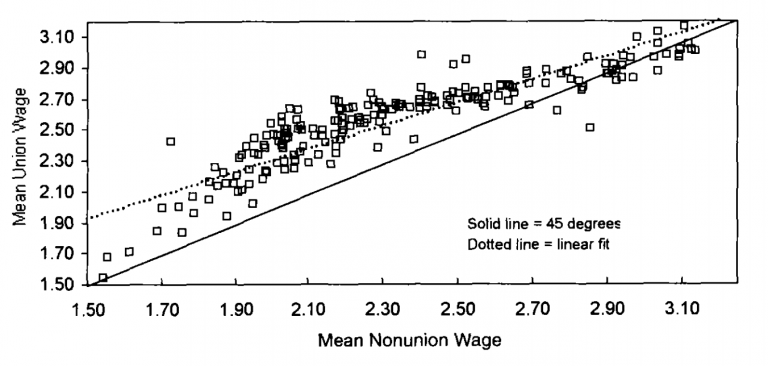 3.10
2.90
2.70
2.50
2.30
2.10
1.90
1.70
1.50
Mean Union Wage
Solid line = 45 degrees
Dotted line = linear fit
1.50 1.70 1.90 2.10 2.30 2.50 2.70 2.90 3.10
Mean Nonunion Wage